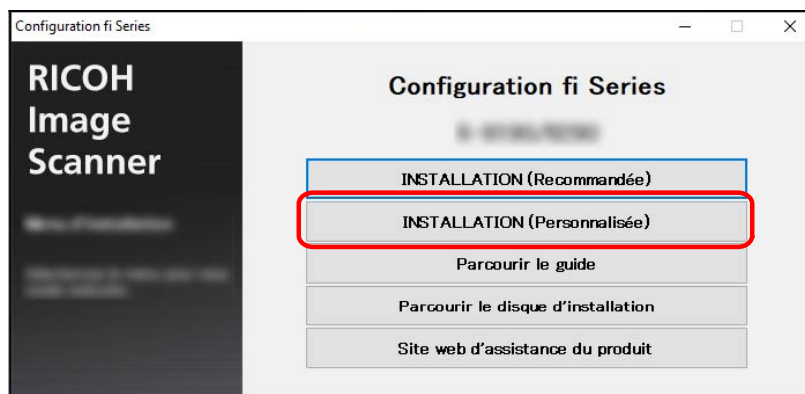 Configuration fi Series
RICOH
Image
Scanner
Configuration fi Series
INSTALLATION (Recommandée)
INSTALLATION (Personnalisée)
Parcourir le guide
Parcourir le disque d'installation
Site web d'assistance du produit